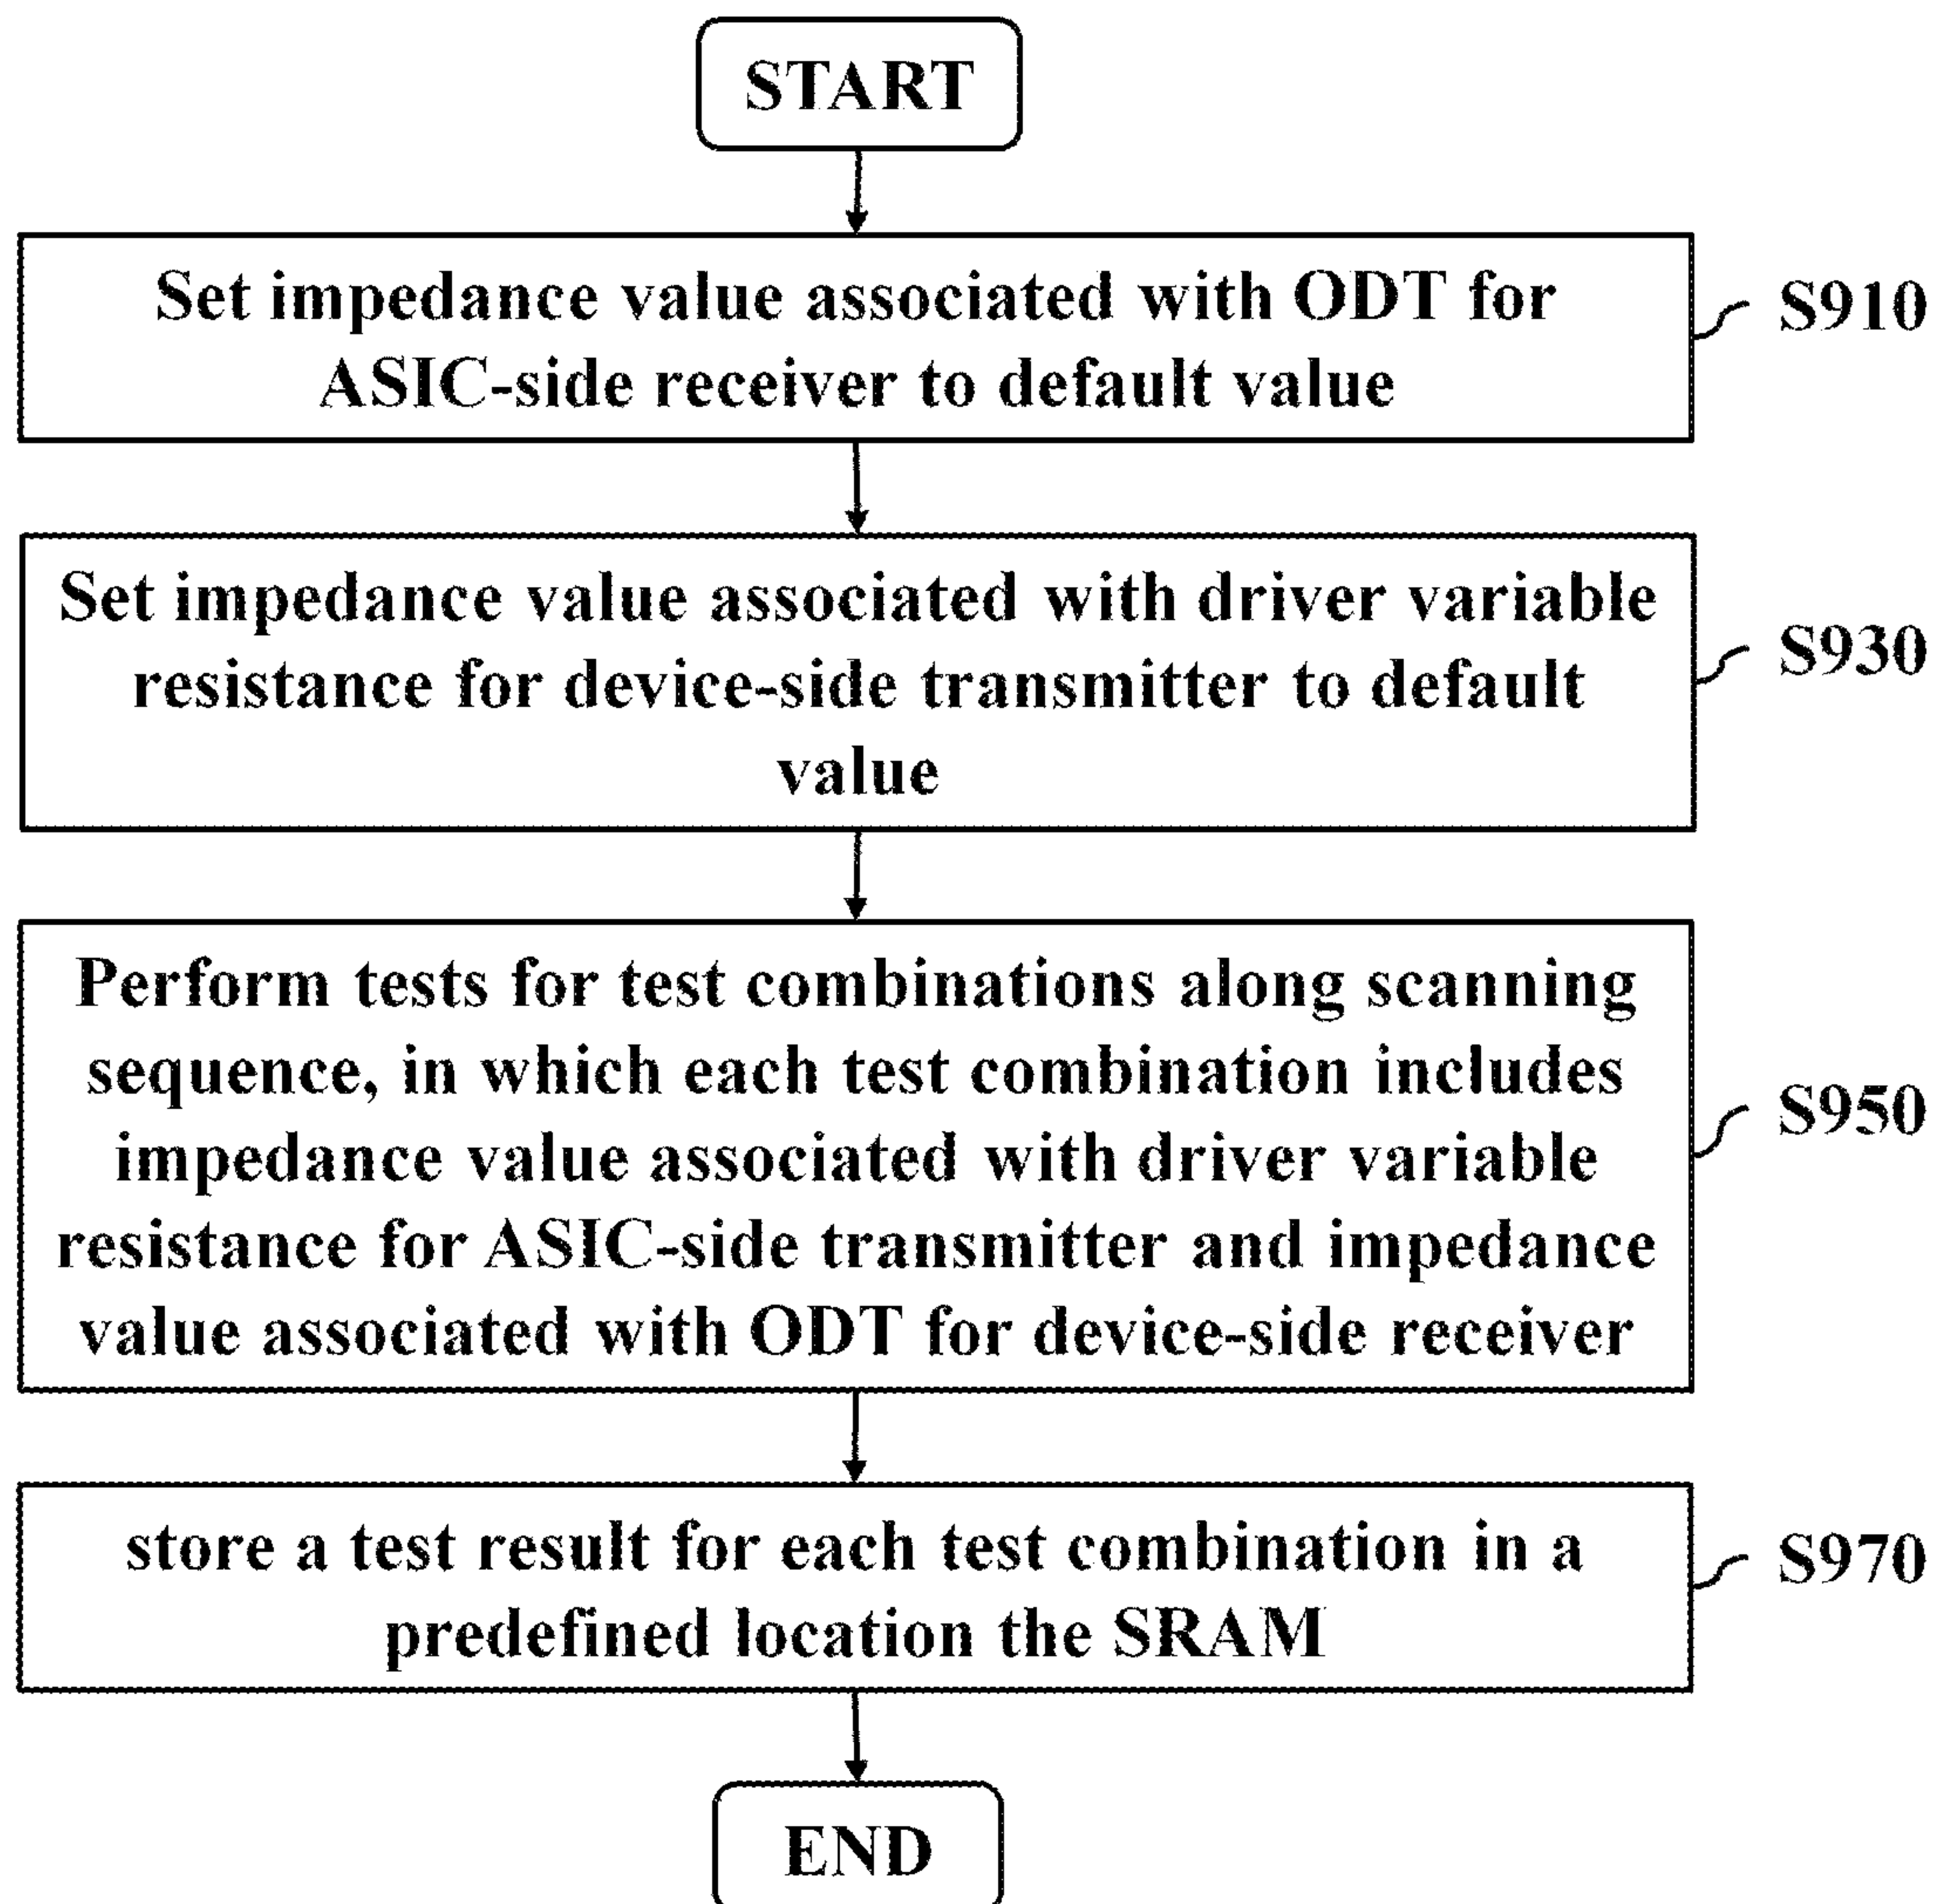 START
Set impedance value associated with ODT for
ASIC-side receiver to default value
S910
Set impedance value associated with driver variable
resistance for device-side transmitter to default
value
S930
Perform tests for test combinations along scanning
sequence, in which each test combination includes
impedance value associated with driver variable
resistance for ASIC-side transmitter and impedance
value associated with ODT for device-side receiver
S950
store a test result for each test combination in a
predefined location the SRAM
S970
END